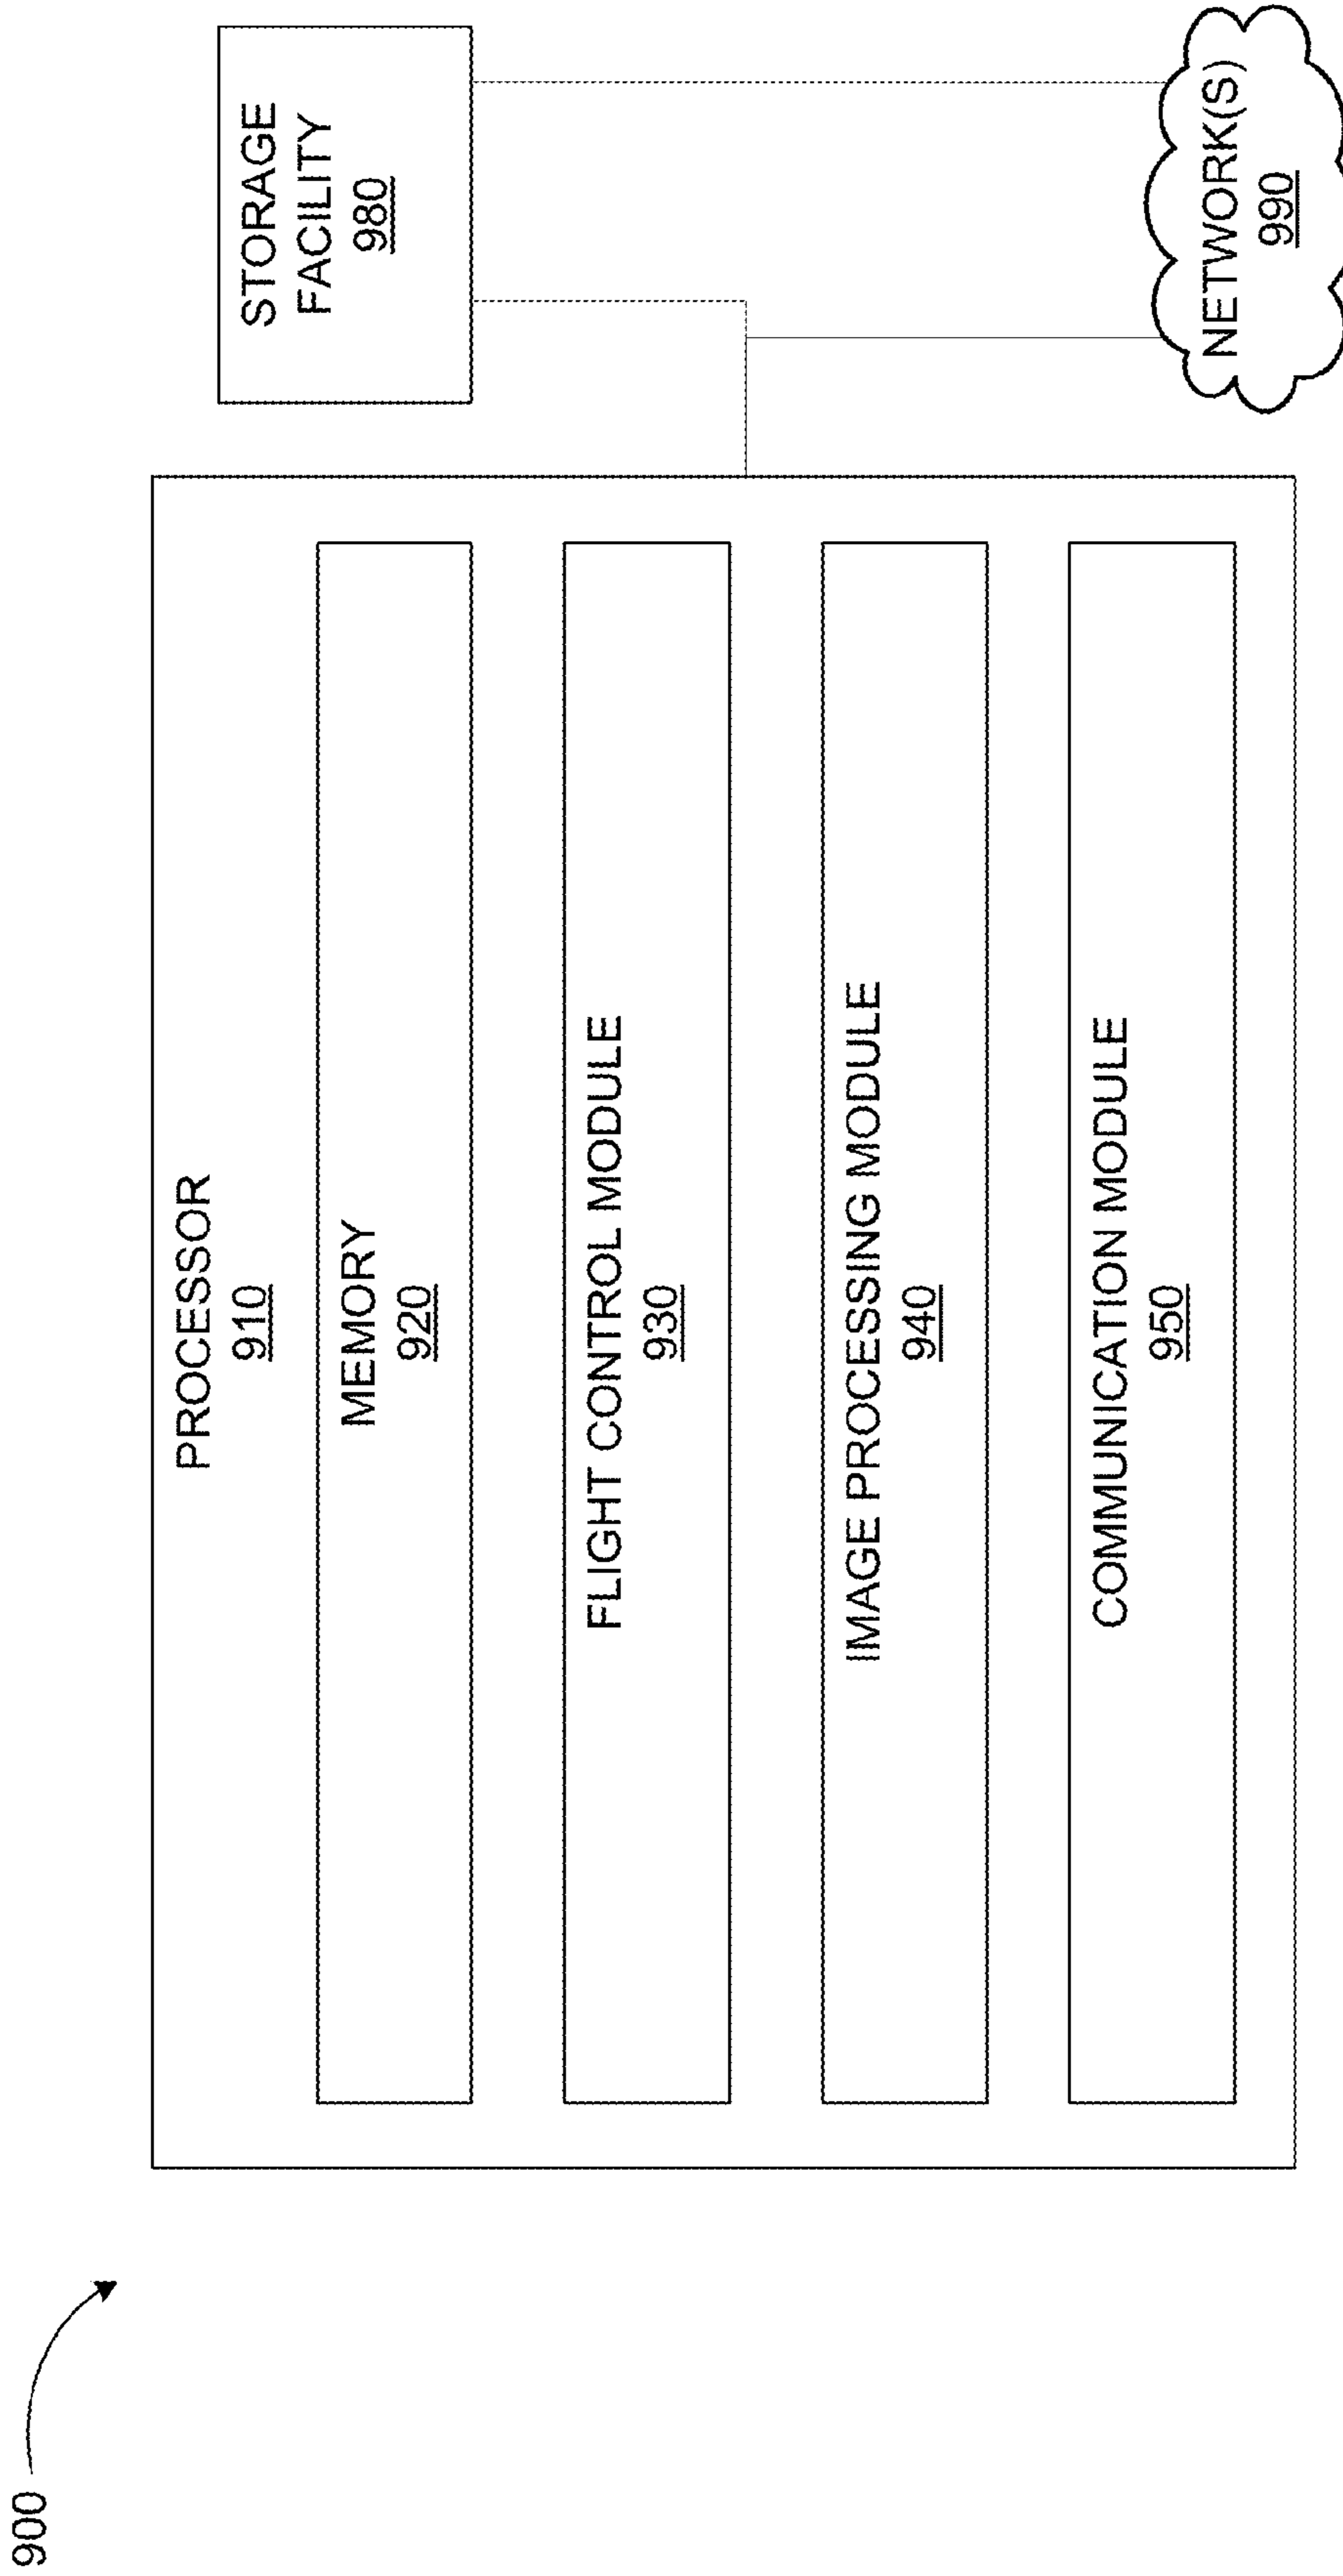 900
PROCESSOR
910
MEMORY
920
FLIGHT CONTROL MODULE
930
IMAGE PROCESSING MODULE
940
COMMUNICATION MODULE
950
STORAGE
FACILITY
980
NETWORK(S)
990